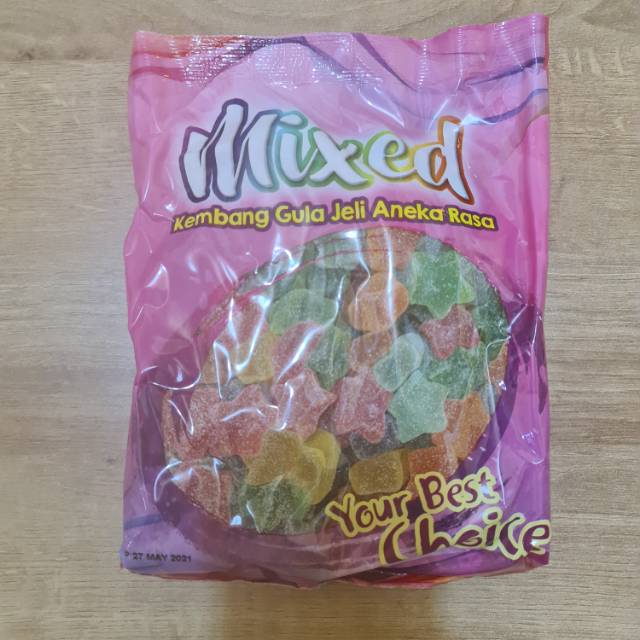 Mixed
Kembang Gula Jeli Aneka Rasa
Your Best
Choice
P 27 MAY 2021